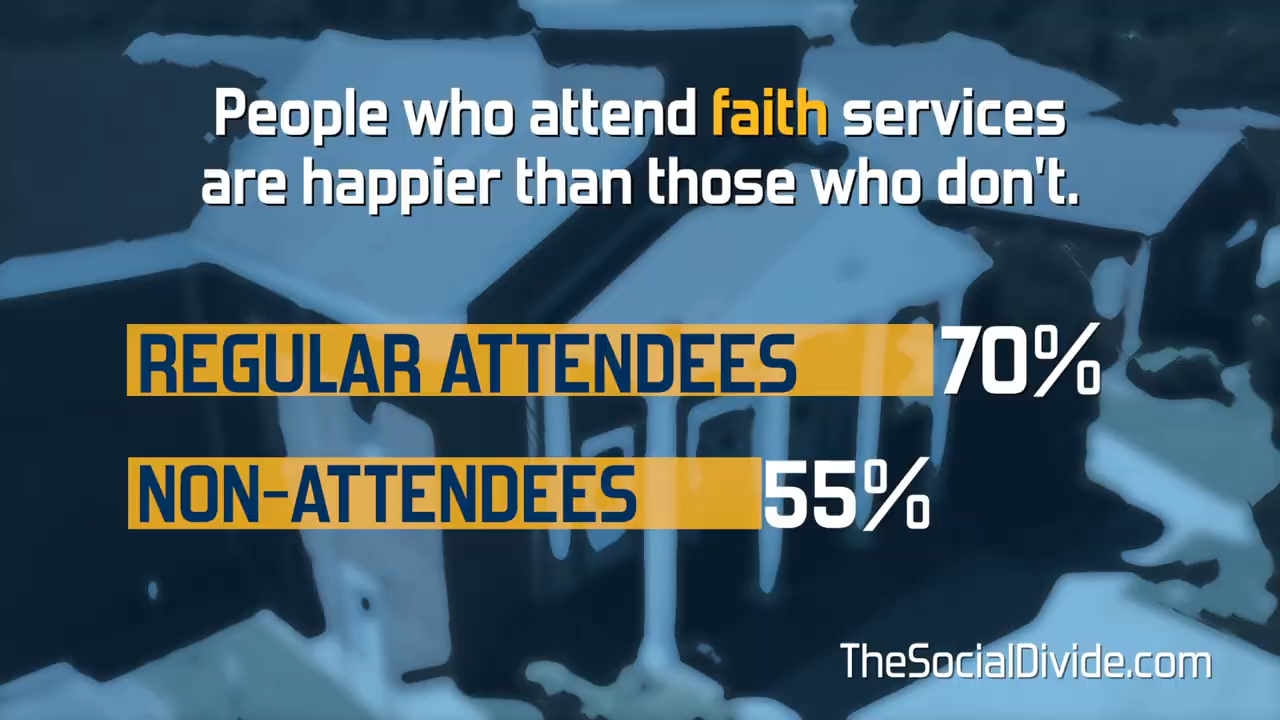 People who attend faith services
are happier than those who don't.
REGULAR ATTENDEES 70%
NON-ATTENDEES 55%
TheSocialDivide.com